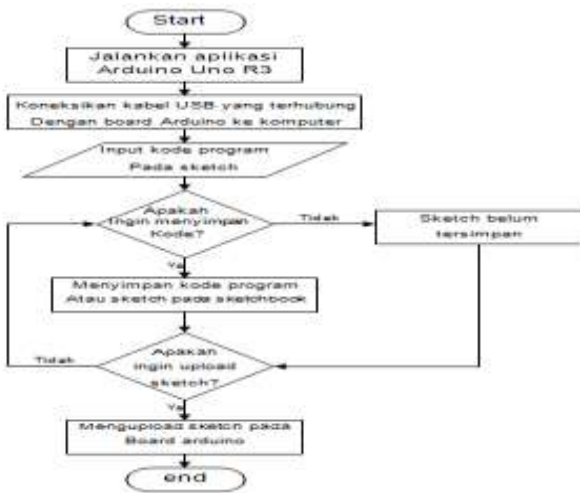 Start
Jalankan aplikasi
Arduino Uno R3
Koneksikan kabel USB yang terhubung
Dengan board Arduino ke komputer
Input kode program
Pada sketch
Apakah
Ingin menyimpan
Kode?
Tidak
Sketch belum
tersimpan
Ya
Menyimpan kode program
Atau sketch pada sketchbook
Apakah
ingin upload
sketch?
Tidak
Ya
Mengupload sketch pada
Board arduino
end